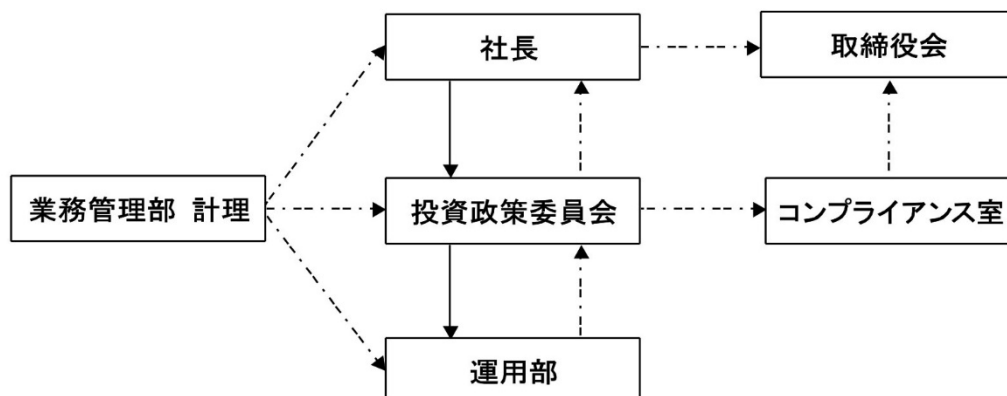 社長
取締役会
業務管理部 計理
投資政策委員会
コンプライアンス室
運用部